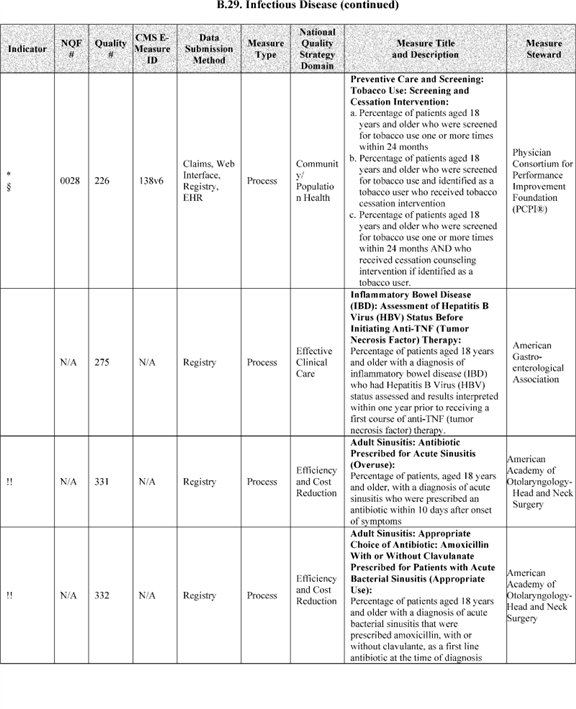 B.29. Infectious Disease (continued)
Indicator
NQF
#
Quality
#
CMS E-
Measure
ID
Data
Submission
Method
Measure
Type
National
Quality
Strategy
Domain
Measure Title
and Description
Measure
Steward
*
§
0028
226
138v6
Claims, Web
Interface,
Registry,
EHR
Process
Communit
y/
Populatio
n Health
Preventive Care and Screening:
Tobacco Use: Screening and
Cessation Intervention:
a. Percentage of patients aged 18
years and older who were screened
for tobacco use one or more times
within 24 months
b. Percentage of patients aged 18
years and older who were screened
for tobacco use and identified as a
tobacco user who received tobacco
cessation intervention
c. Percentage of patients aged 18
years and older who were screened
for tobacco use one or more times
within 24 months AND who
received cessation counseling
intervention if identified as a
tobacco user.
Physician
Consortium for
Performance
Improvement
Foundation
(PCPI®)
N/A
275
N/A
Registry
Process
Effective
Clinical
Care
Inflammatory Bowel Disease
(IBD): Assessment of Hepatitis B
Virus (HBV) Status Before
Initiating Anti-TNF (Tumor
Necrosis Factor) Therapy:
Percentage of patients aged 18 years
and older with a diagnosis of
inflammatory bowel disease (IBD)
who had Hepatitis B Virus (HBV)
status assessed and results interpreted
within one year prior to receiving a
first course of anti-TNF (tumor
necrosis factor) therapy.
American
Gastro-
enterological
Association
!!
N/A
331
N/A
Registry
Process
Efficiency
and Cost
Reduction
Adult Sinusitis: Antibiotic
Prescribed for Acute Sinusitis
(Overuse):
Percentage of patients, aged 18 years
and older, with a diagnosis of acute
sinusitis who were prescribed an
antibiotic within 10 days after onset
of symptoms
American
Academy of
Otolaryngology-
Head and Neck
Surgery
!!
N/A
332
N/A
Registry
Process
Efficiency
and Cost
Reduction
Adult Sinusitis: Appropriate
Choice of Antibiotic: Amoxicillin
With or Without Clavulanate
Prescribed for Patients with Acute
Bacterial Sinusitis (Appropriate
Use):
Percentage of patients aged 18 years
and older with a diagnosis of acute
bacterial sinusitis that were
prescribed amoxicillin, with or
without clavulante, as a first line
antibiotic at the time of diagnosis
American
Academy of
Otolaryngology-
Head and Neck
Surgery